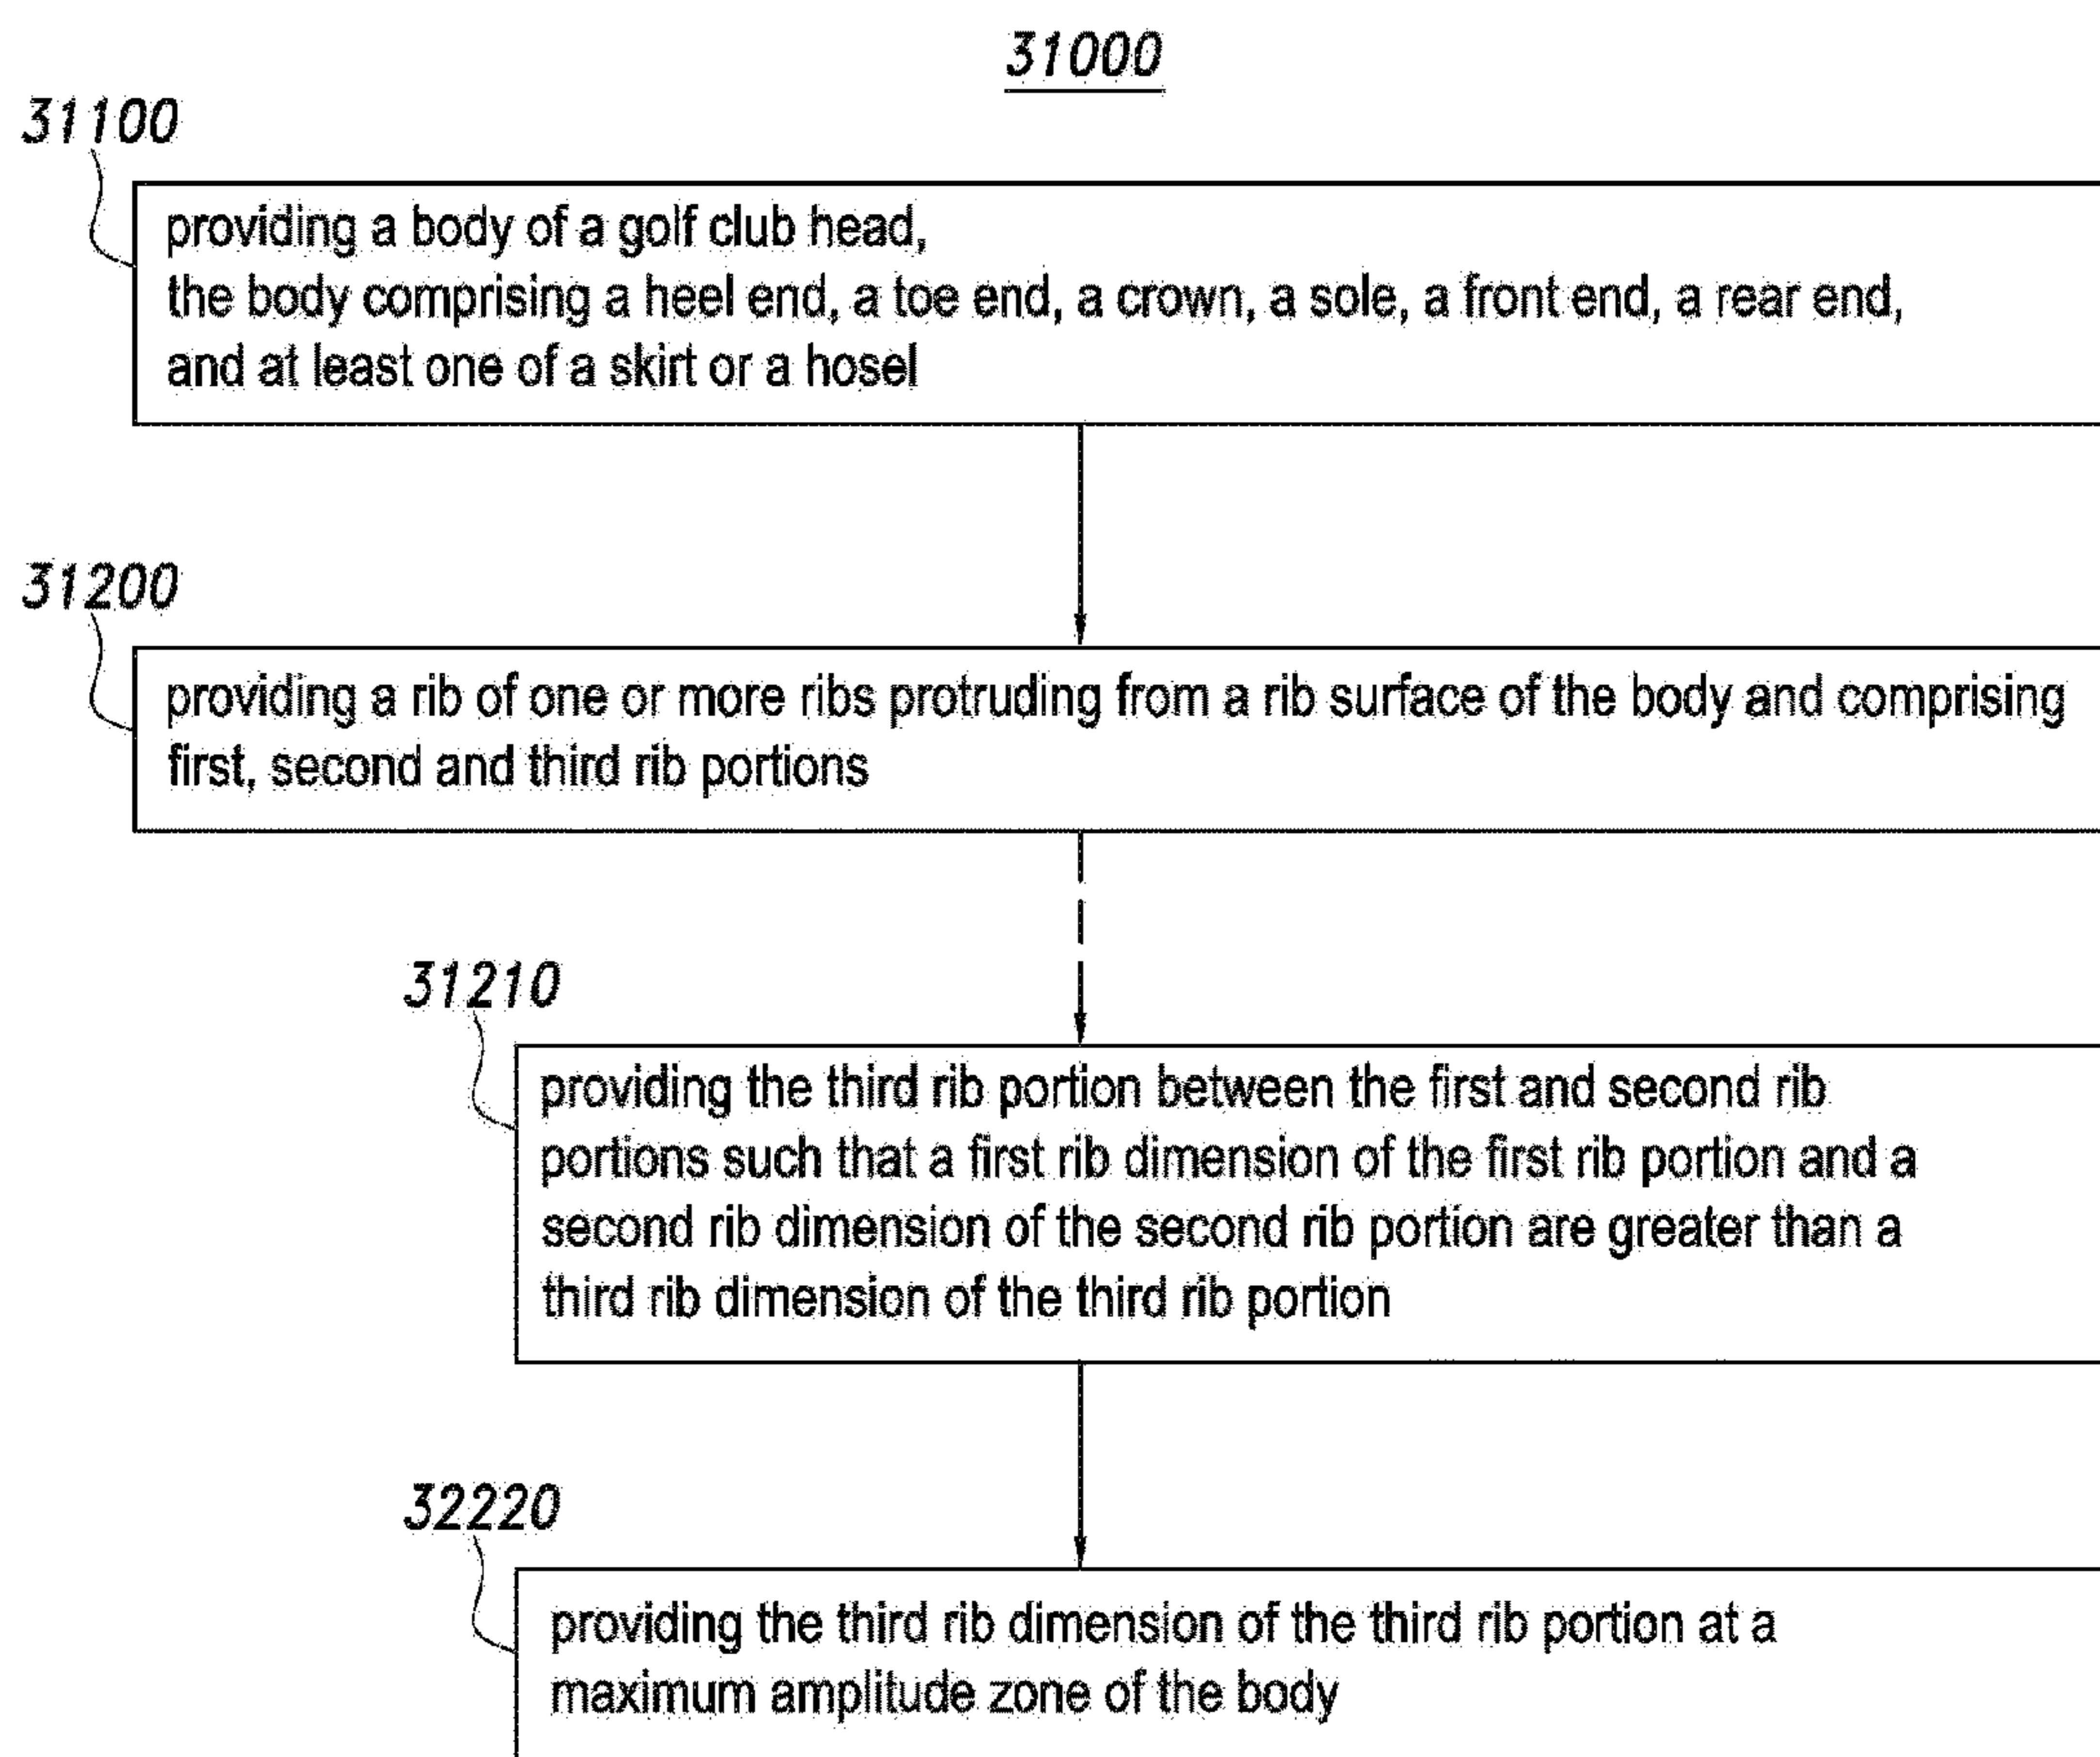 31000
31100
providing a body of a golf club head,
the body comprising a heel end, a toe end, a crown, a sole, a front end, a rear end,
and at least one of a skirt or a hosel
31200
providing a rib of one or more ribs protruding from a rib surface of the body and comprising
first, second and third rib portions
31210
providing the third rib portion between the first and second rib
portions such that a first rib dimension of the first rib portion and a
second rib dimension of the second rib portion are greater than a
third rib dimension of the third rib portion
32220
providing the third rib dimension of the third rib portion at a
maximum amplitude zone of the body